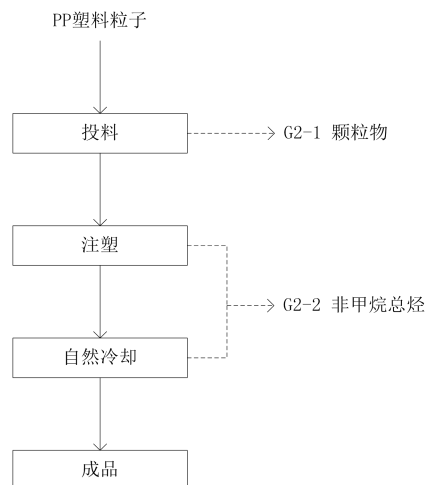 PP塑料粒子
投料
G2-1 颗粒物
注塑
G2-2 非甲烷总烃
自然冷却
成品